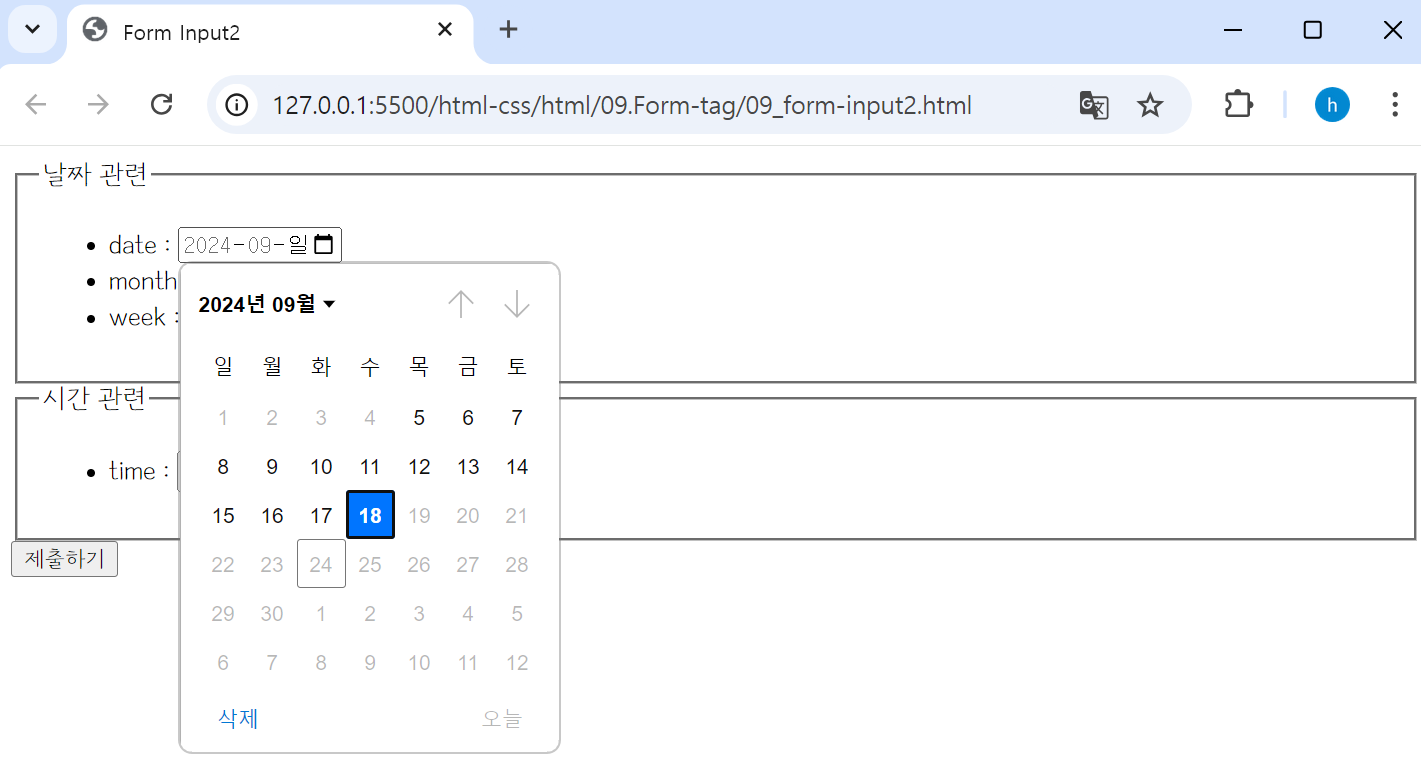 Form Input2
127.0.0.1:5500/html-css/html/09.Form-tag/09_form-input2.html
h
날짜 관련
date : 2024-09-일
month
week :
2024년 09월
일 월 화 수 목 금 토
1 2 3 4 5 6 7
8 9 10 11 12 13 14
15 16 17 18 19 20 21
22 23 24 25 26 27 28
29 30 1 2 3 4 5
6 7 8 9 10 11 12
삭제 오늘
시간 관련
time :
제출하기